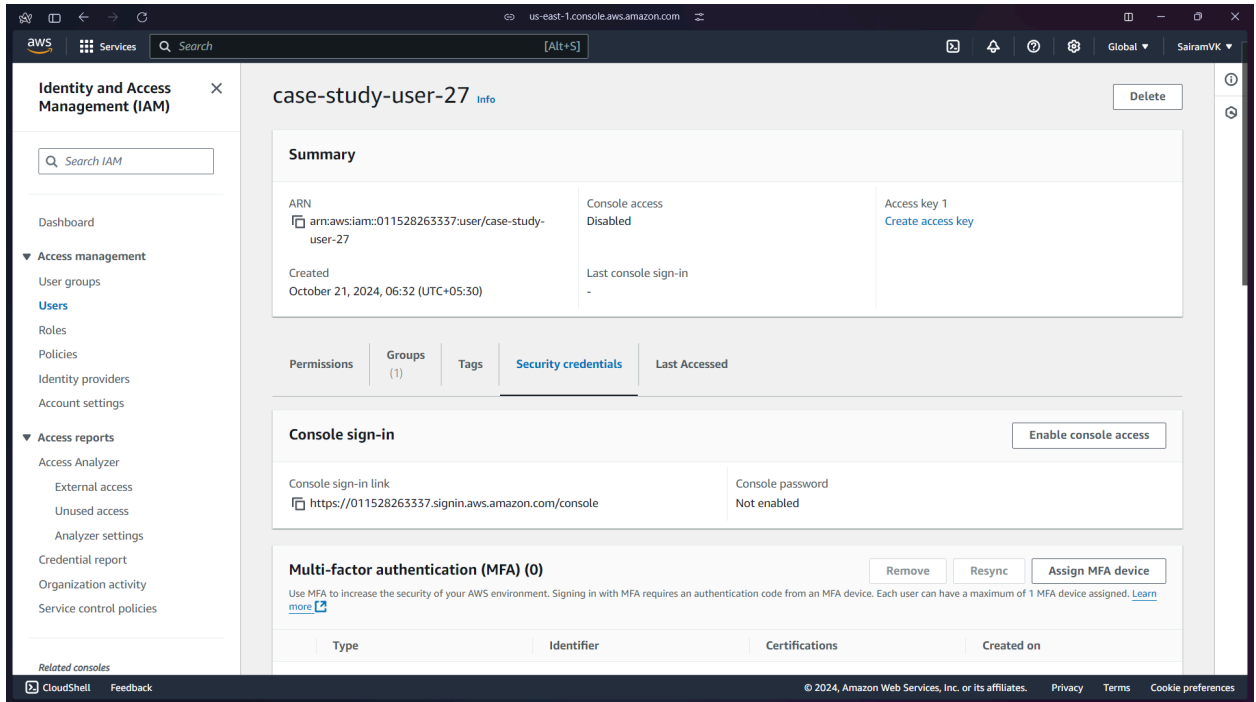 us-east-1.console.aws.amazon.com
aws
Services
Search
[Alt+S]
Global ▼
SairamVK ▼
Identity and Access
Management (IAM)
Search IAM
Dashboard
Access management
User groups
Users
Roles
Policies
Identity providers
Account settings
Access reports
Access Analyzer
External access
Unused access
Analyzer settings
Credential report
Organization activity
Service control policies
Related consoles
case-study-user-27 Info
Delete
Summary
ARN
arn:aws:iam::011528263337:user/case-study-
user-27
Console access
Disabled
Access key 1
Create access key
Created
October 21, 2024, 06:32 (UTC+05:30)
Last console sign-in
-
Permissions
Groups
(1)
Tags
Security credentials
Last Accessed
Console sign-in
Enable console access
Console sign-in link
https://011528263337.signin.aws.amazon.com/console
Console password
Not enabled
Multi-factor authentication (MFA) (0)
Remove
Resync
Assign MFA device
Use MFA to increase the security of your AWS environment. Signing in with MFA requires an authentication code from an MFA device. Each user can have a maximum of 1 MFA device assigned. Learn
more
Type
Identifier
Certifications
Created on
CloudShell
Feedback
© 2024, Amazon Web Services, Inc. or its affiliates.
Privacy
Terms
Cookie preferences